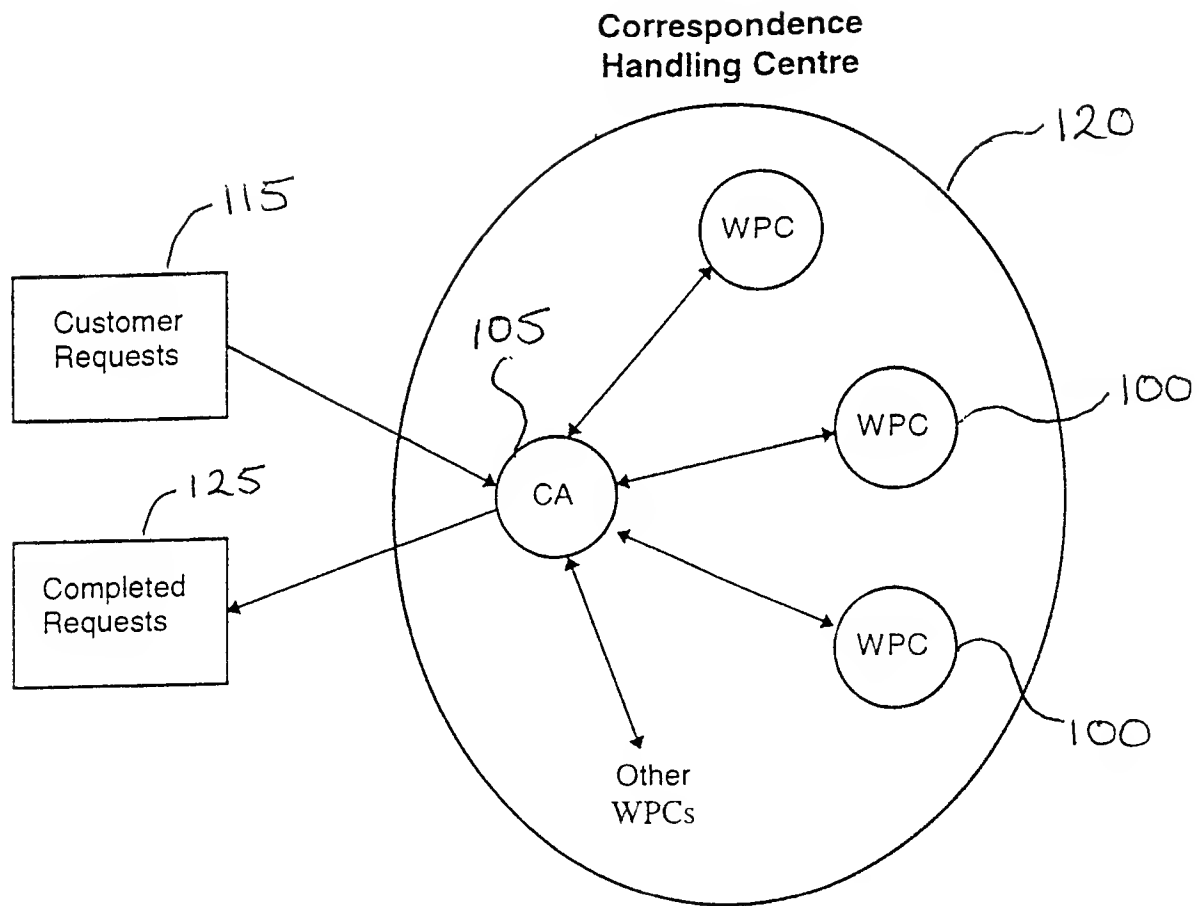 Correspondence
Handling Centre
120
115
WPC
Customer
Requests
105
100
WPC
125
CA
Completed
Requests
WPC
100
Other
WPCs